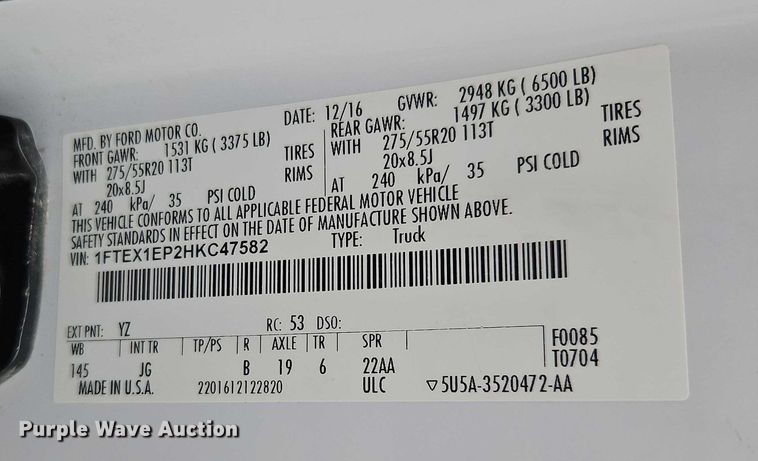 MFD. BY FORD MOTOR CO. DATE: 12/16 GVWR: 2948 KG ( 6500 LB)
FRONT GAWR: 1531 KG ( 3375 LB) REAR GAWR: 1497 KG ( 3300 LB)
WITH 275/55R20 113T TIRES WITH 275/55R20 113T TIRES
20x8.5J RIMS 20x8.5J RIMS
AT 240 kPa/ 35 PSI COLD AT 240 kPa/ 35 PSI COLD
THIS VEHICLE CONFORMS TO ALL APPLICABLE FEDERAL MOTOR VEHICLE
SAFETY STANDARDS IN EFFECT ON THE DATE OF MANUFACTURE SHOWN ABOVE.
VIN: 1FTEX1EP2HKC47582 TYPE: Truck
EXT PNT: YZ RC: 53 DSO:
WB INT TR TP/PS R AXLE TR SPR F0085
145 JG B 19 6 22AA T0704
MADE IN U.S.A. 2201612122820 ULC ▽5U5A-3520472-AA
Purple Wave Auction